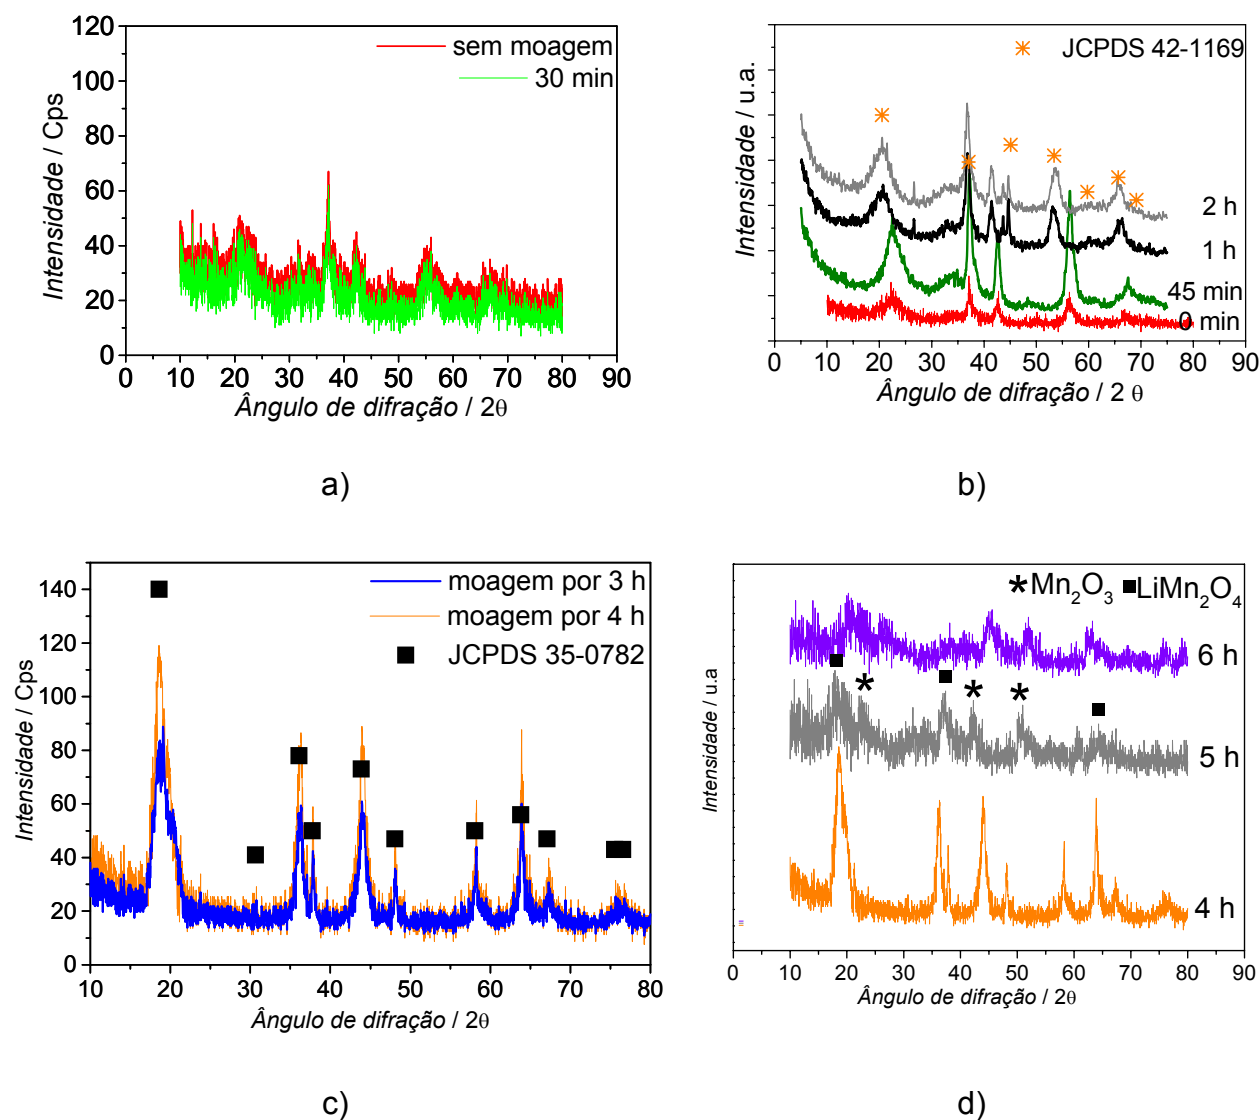 120
100
80
60
40
20
0
Intensidade / Cps
sem moagem
30 min
0 10 20 30 40 50 60 70 80 90
Ângulo de difração / 2θ
a)
Intensidade / u.a.
JCPDS 42-1169
2 h
1 h
45 min
0 min
0 10 20 30 40 50 60 70 80 90
Ângulo de difração / 2 θ
b)
140
120
100
80
60
40
20
0
Intensidade / Cps
moagem por 3 h
moagem por 4 h
JCPDS 35-0782
10 20 30 40 50 60 70 80
Ângulo de difração / 2θ
c)
Intensidade / u.a
Mn₂O₃ LiMn₂O₄
6 h
5 h
4 h
0 10 20 30 40 50 60 70 80 90
Ângulo de difração / 2θ
d)